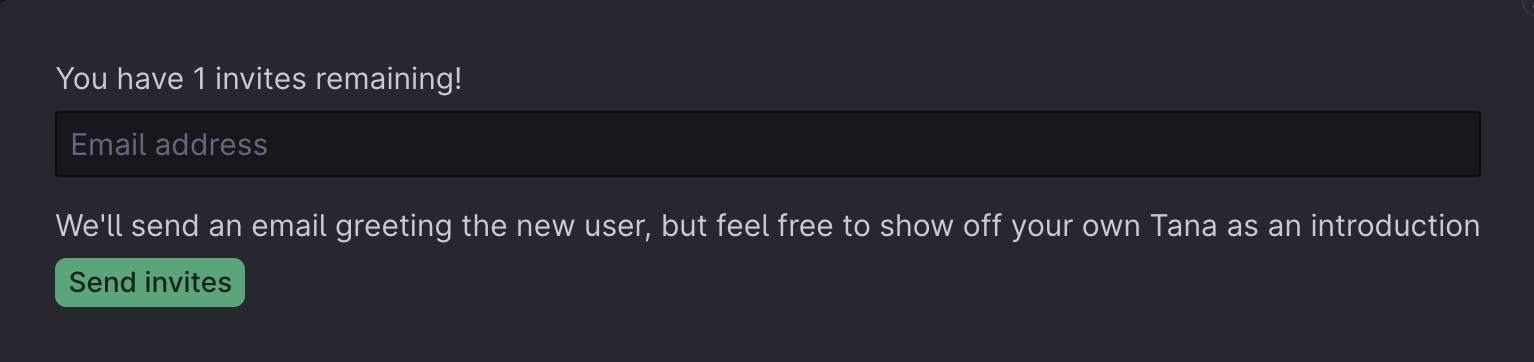 You have 1 invites remaining!
Email address
We'll send an email greeting the new user, but feel free to show off your own Tana as an introduction
Send invites